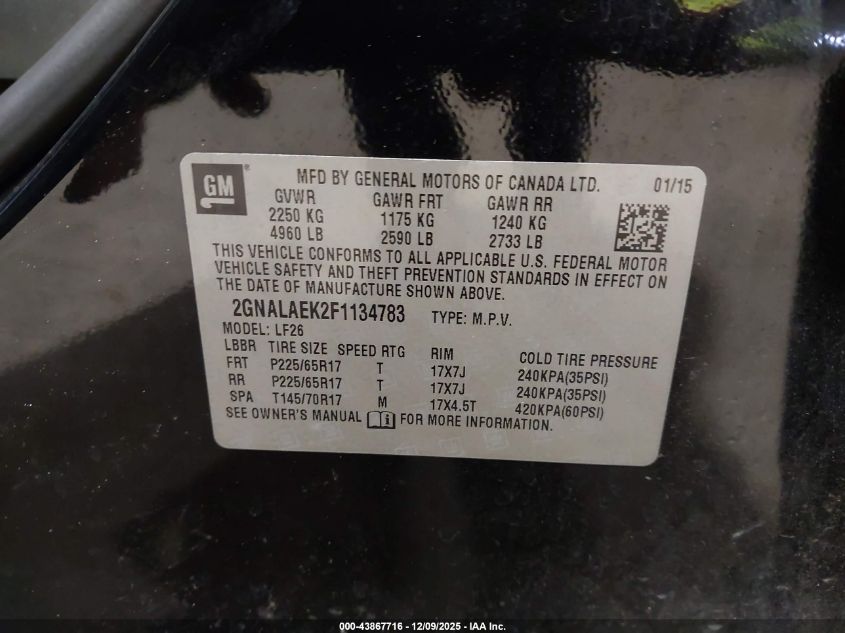 GM
MFD BY GENERAL MOTORS OF CANADA LTD. 01/15
GVWR GAWR FRT GAWR RR
2250 KG 1175 KG 1240 KG
4960 LB 2590 LB 2733 LB
THIS VEHICLE CONFORMS TO ALL APPLICABLE U.S. FEDERAL MOTOR
VEHICLE SAFETY AND THEFT PREVENTION STANDARDS IN EFFECT ON
THE DATE OF MANUFACTURE SHOWN ABOVE.
2GNALAEK2F1134783 TYPE: M.P.V.
MODEL: LF26
LBBR TIRE SIZE SPEED RTG RIM COLD TIRE PRESSURE
FRT P225/65R17 T 17X7J 240KPA(35PSI)
RR P225/65R17 T 17X7J 240KPA(35PSI)
SPA T145/70R17 M 17X4.5T 420KPA(60PSI)
SEE OWNER'S MANUAL FOR MORE INFORMATION.
000-43867716 - 12/09/2025 - IAA Inc.